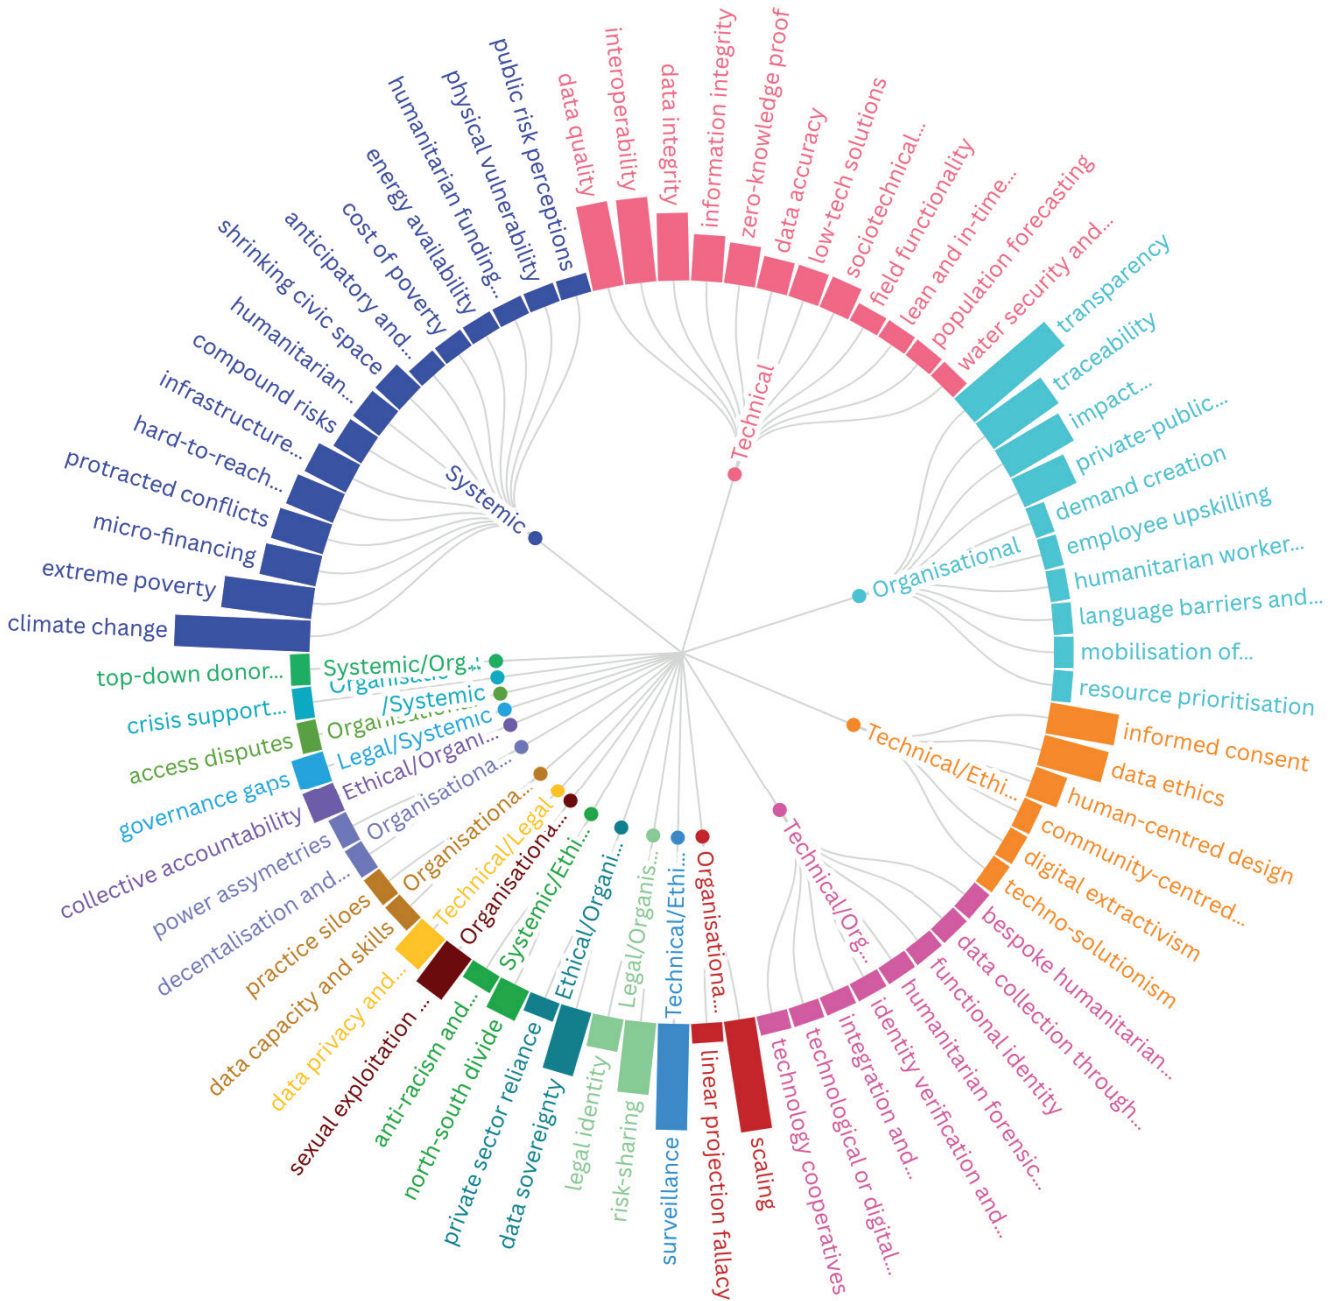 public risk perceptions
physical vulnerability
humanitarian funding...
energy availability
cost of poverty
anticipatory and...
shrinking civic space
humanitarian...
compound risks
infrastructure...
hard-to-reach...
protracted conflicts
micro-financing
extreme poverty
climate change
Systemic
data quality
interoperability
data integrity
information integrity
zero-knowledge proof
data accuracy
low-tech solutions
sociotechnical...
field functionality
lean and in-time...
population forecasting
water security and...
Technical
transparency
traceability
impact...
private-public...
demand creation
employee upskilling
humanitarian worker...
language barriers and...
mobilisation of...
resource prioritisation
Organisational
informed consent
data ethics
human-centred design
community-centred...
digital extractivism
techno-solutionism
Technical/Ethi...
bespoke humanitarian...
data collection through...
functional identity
humanitarian forensic...
identity verification and...
integration and...
technological or digital...
technology cooperatives
Technical/Org...
scaling
linear projection fallacy
Organisationa...
surveillance
Technical/Ethi...
risk-sharing
legal identity
Legal/Organis...
data sovereignty
private sector reliance
Ethical/Organi...
north-south divide
anti-racism and...
Systemic/Ethi...
sexual exploitation ...
Organisationa...
data privacy and...
Technical/Legal
data capacity and skills
practice siloes
Organisationa...
decentalisation and...
power assymetries
Organisationa...
collective accountability
Ethical/Organi...
governance gaps
Legal/Systemic
access disputes
crisis support...
/Systemic
top-down donor...
Systemic/Org...